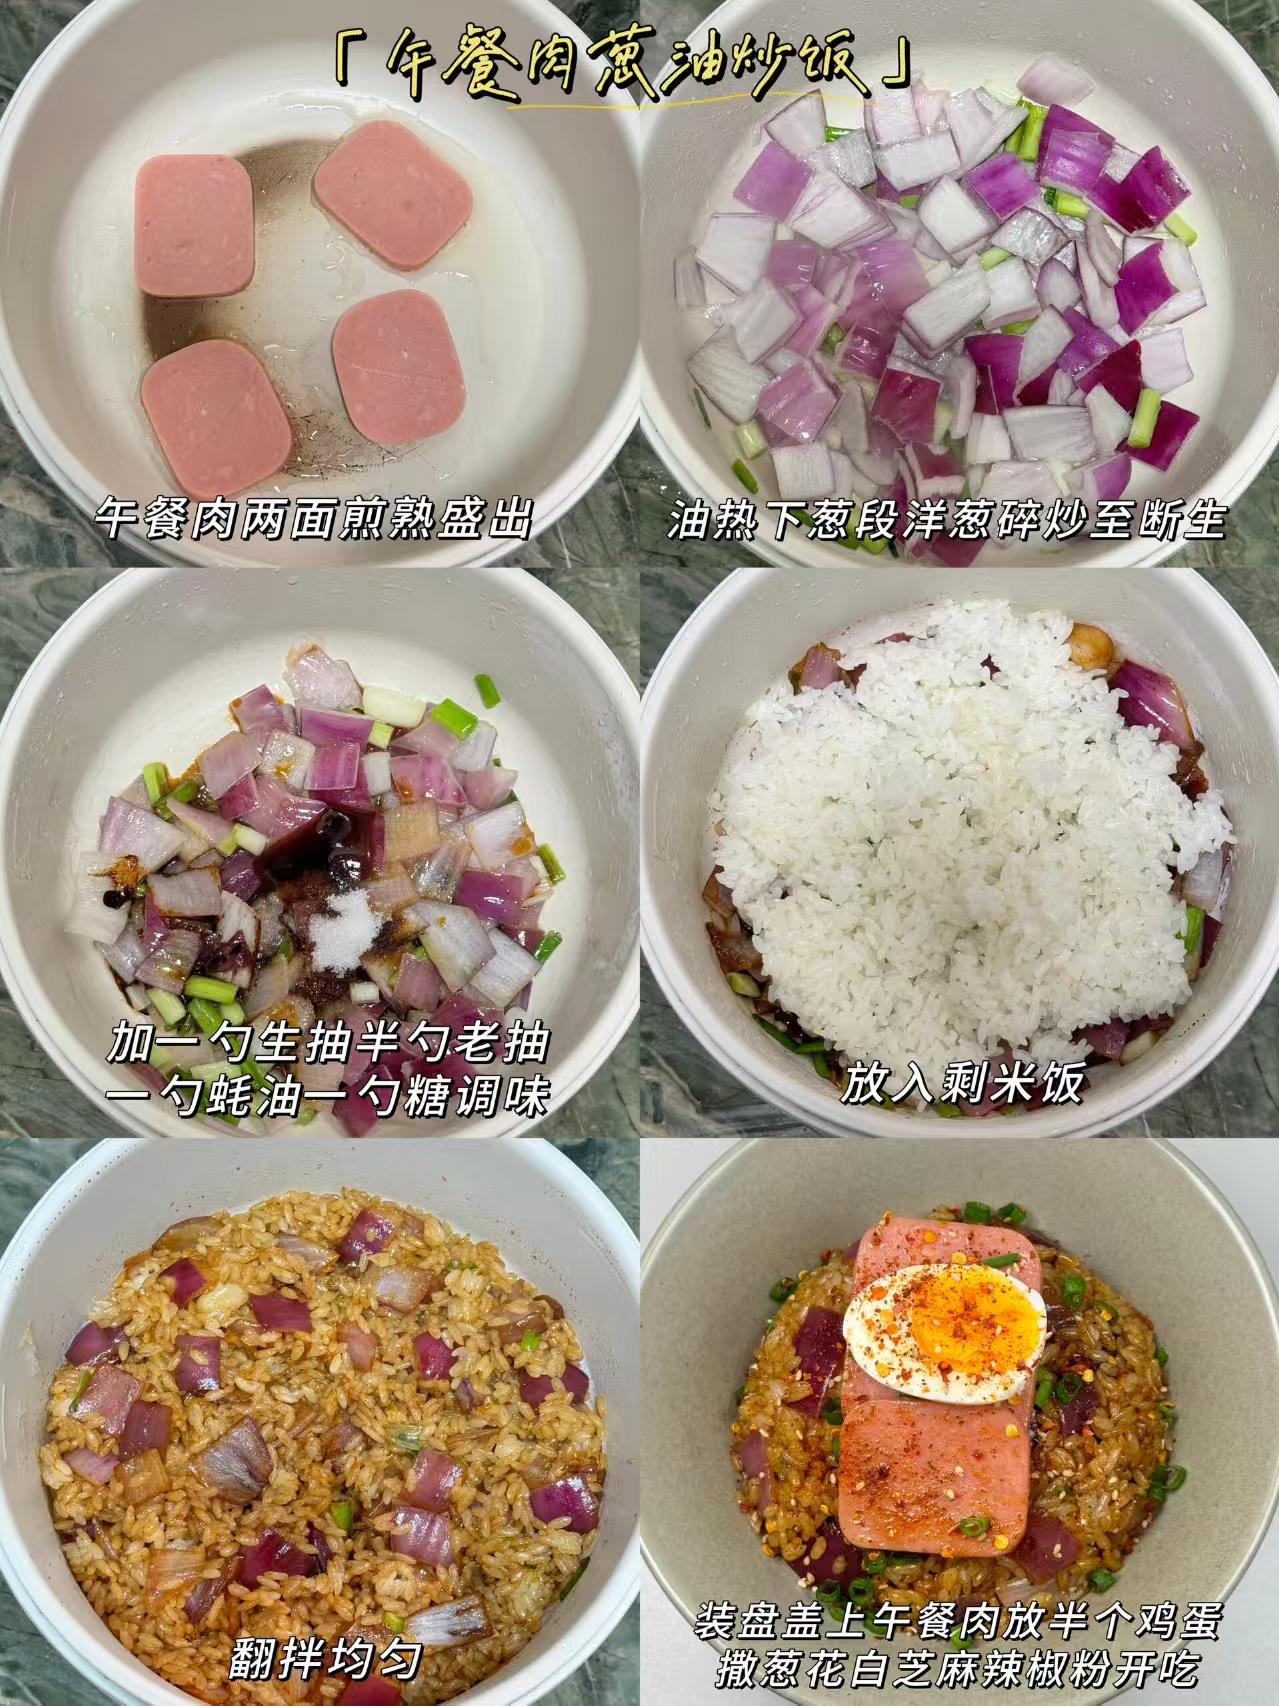 「午餐肉葱油炒饭」
午餐肉两面煎熟盛出
油热下葱段洋葱碎炒至断生
加一勺生抽半勺老抽
一勺蚝油一勺糖调味
放入剩米饭
翻拌均匀
装盘盖上午餐肉放半个鸡蛋
撒葱花白芝麻辣椒粉开吃